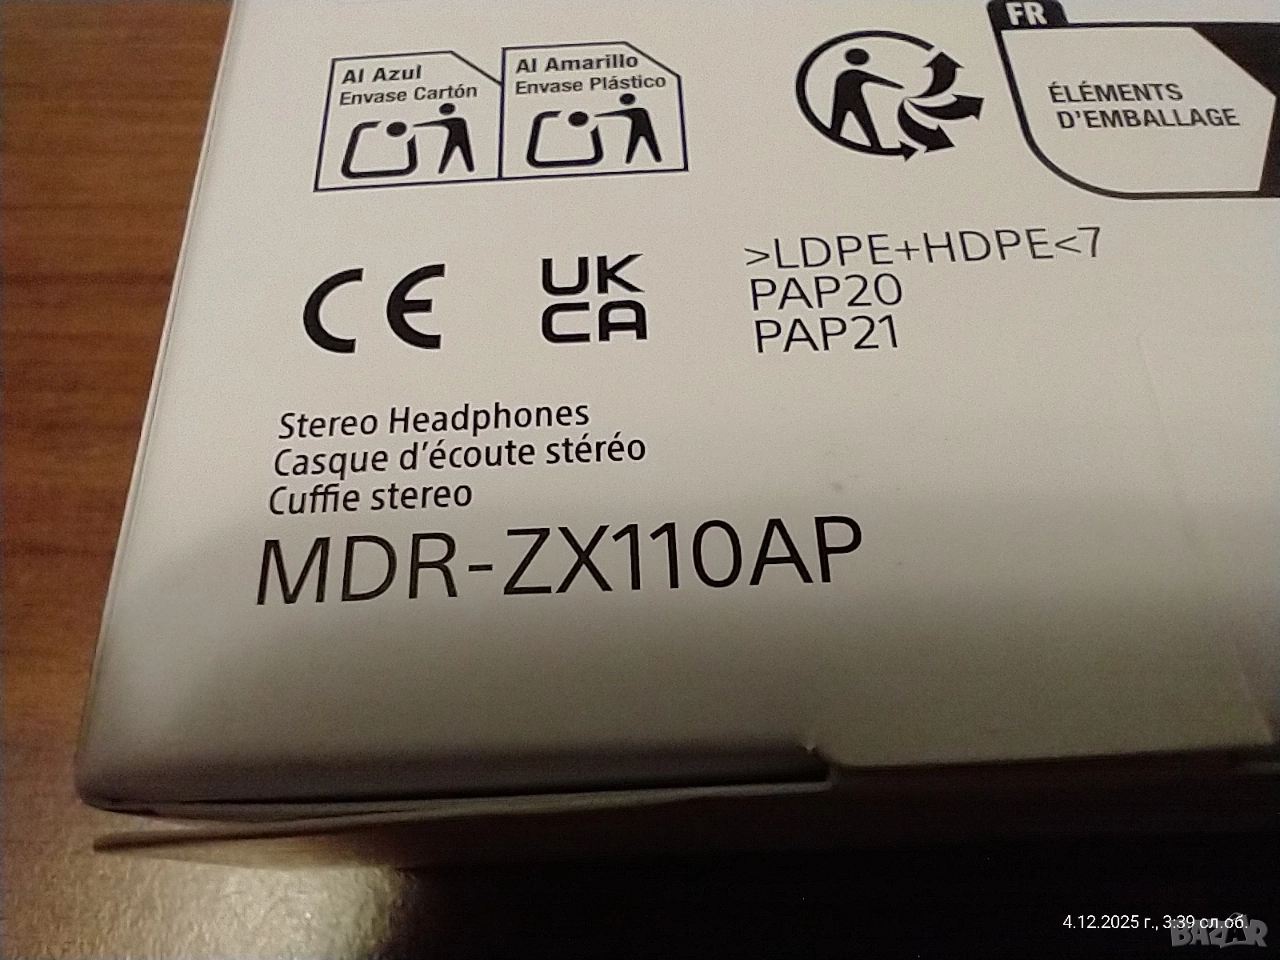 Al Azul
Envase Cartón
Al Amarillo
Envase Plástico
FR
ÉLÉMENTS
D'EMBALLAGE
CE
UK
CA
>LDPE+HDPE<7
PAP20
PAP21
Stereo Headphones
Casque d'écoute stéréo
Cuffie stereo
MDR-ZX110AP
4.12.2025 г., 3:39 сл.об.
BAZAR